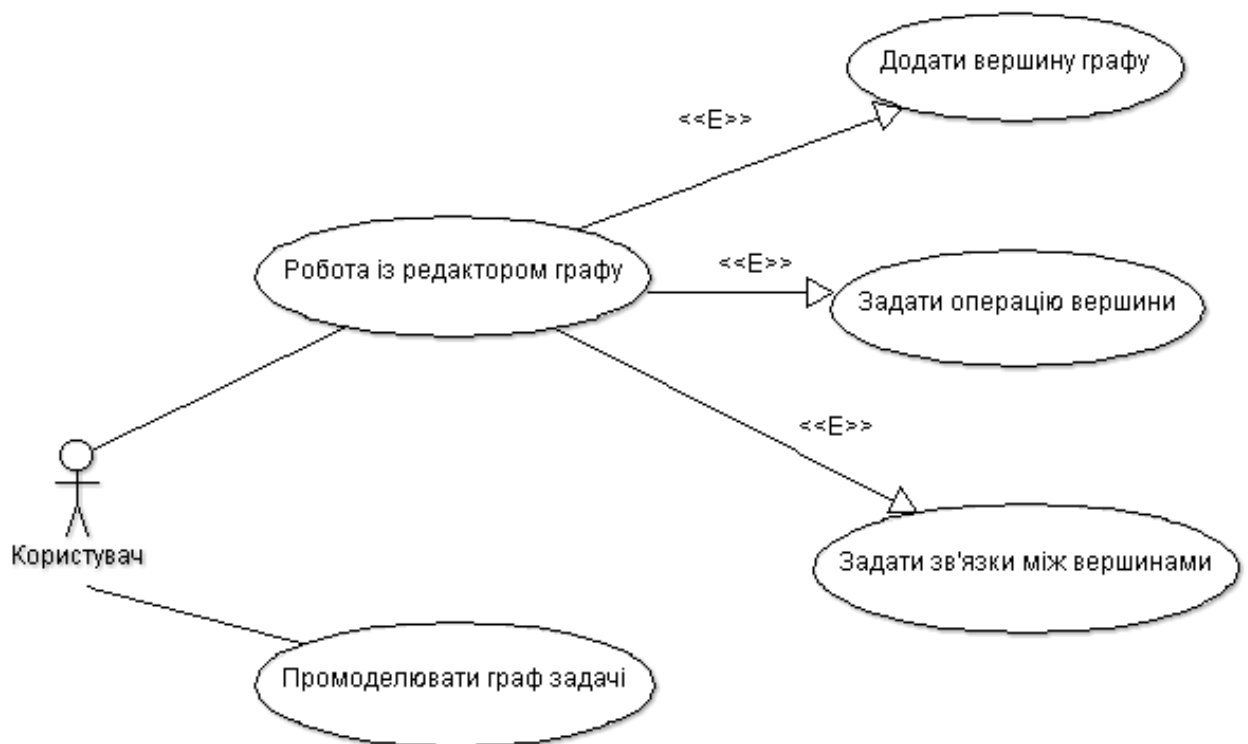 Додати вершину графу
<<E>>
Робота із редактором графу
<<E>>
Задати операцію вершини
<<E>>
Користувач
Задати зв'язки між вершинами
Промоделювати граф задачі